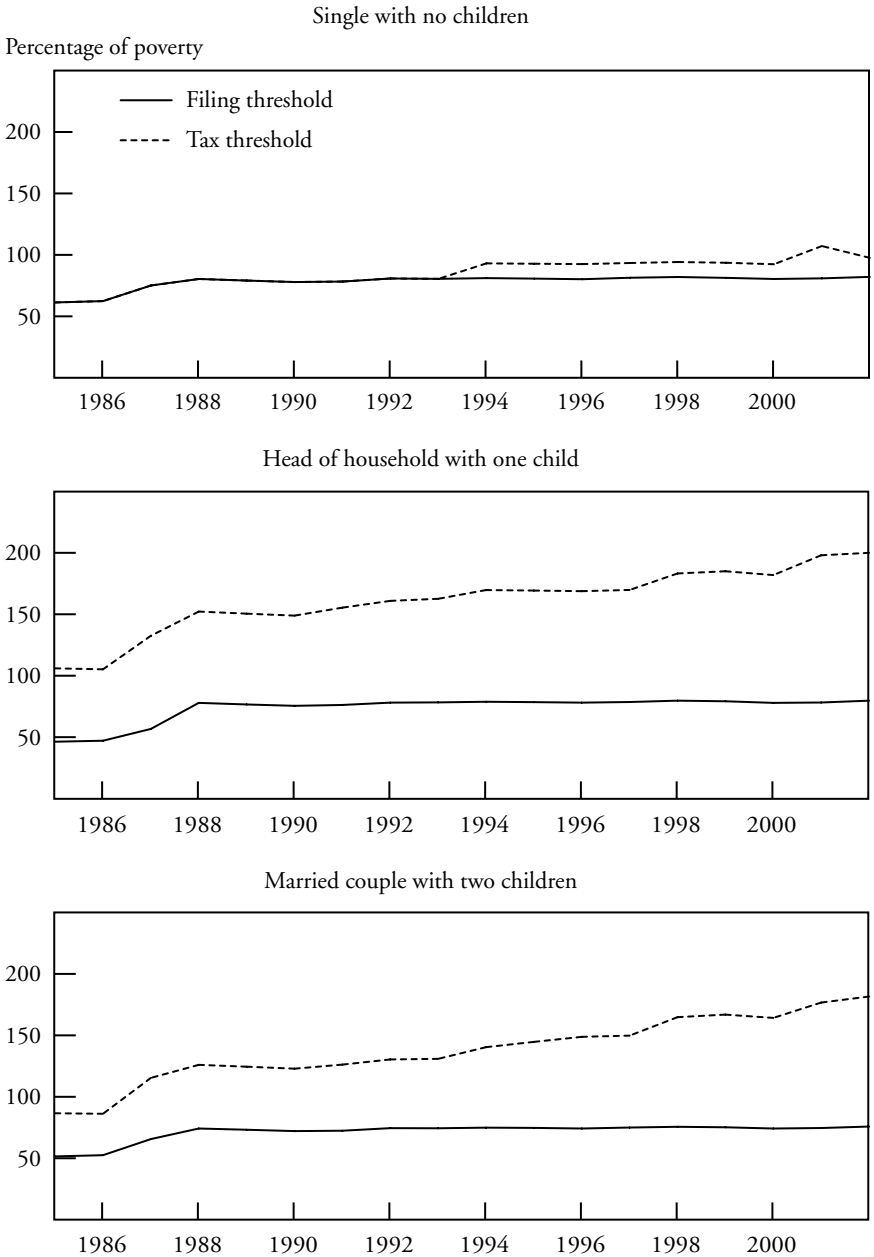 Single with no children
Percentage of poverty
Filing threshold
Tax threshold
200
150
100
50
1986 1988 1990 1992 1994 1996 1998 2000
Head of household with one child
200
150
100
50
1986 1988 1990 1992 1994 1996 1998 2000
Married couple with two children
200
150
100
50
1986 1988 1990 1992 1994 1996 1998 2000